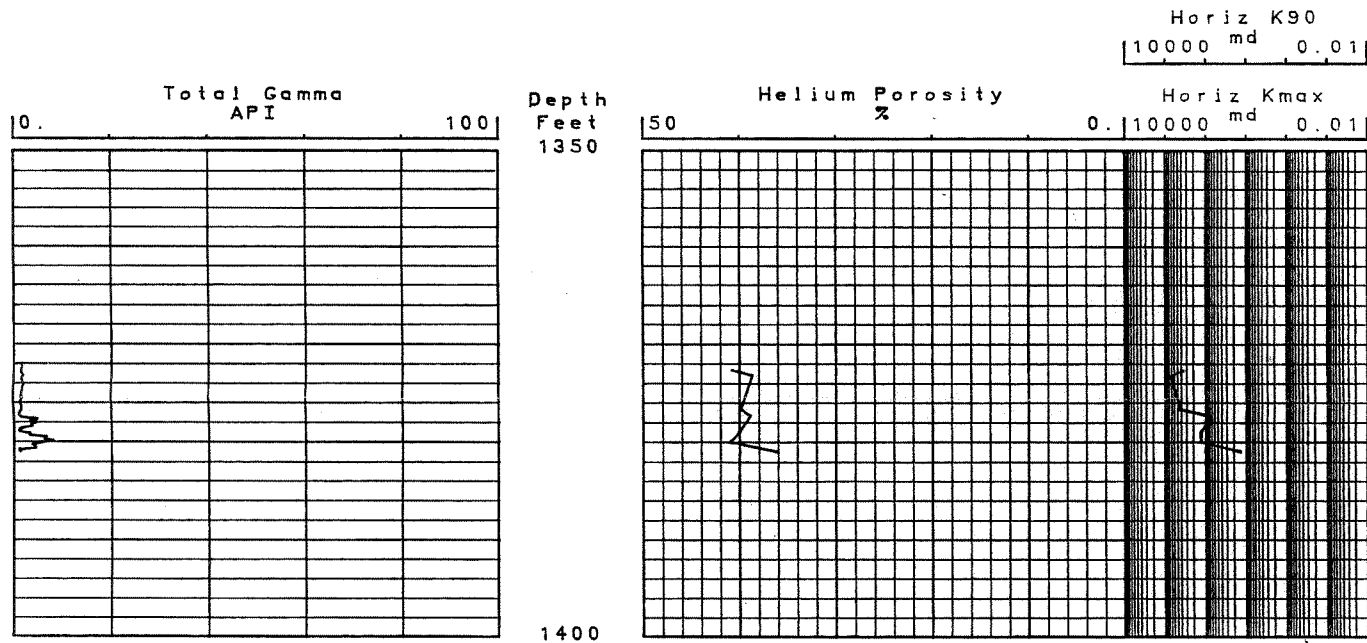 Horiz K90
md
10000 0.01
Total Gamma
API
0. 100
Depth
Feet
1350
Helium Porosity
%
50 0.
Horiz Kmax
md
10000 0.01
1400